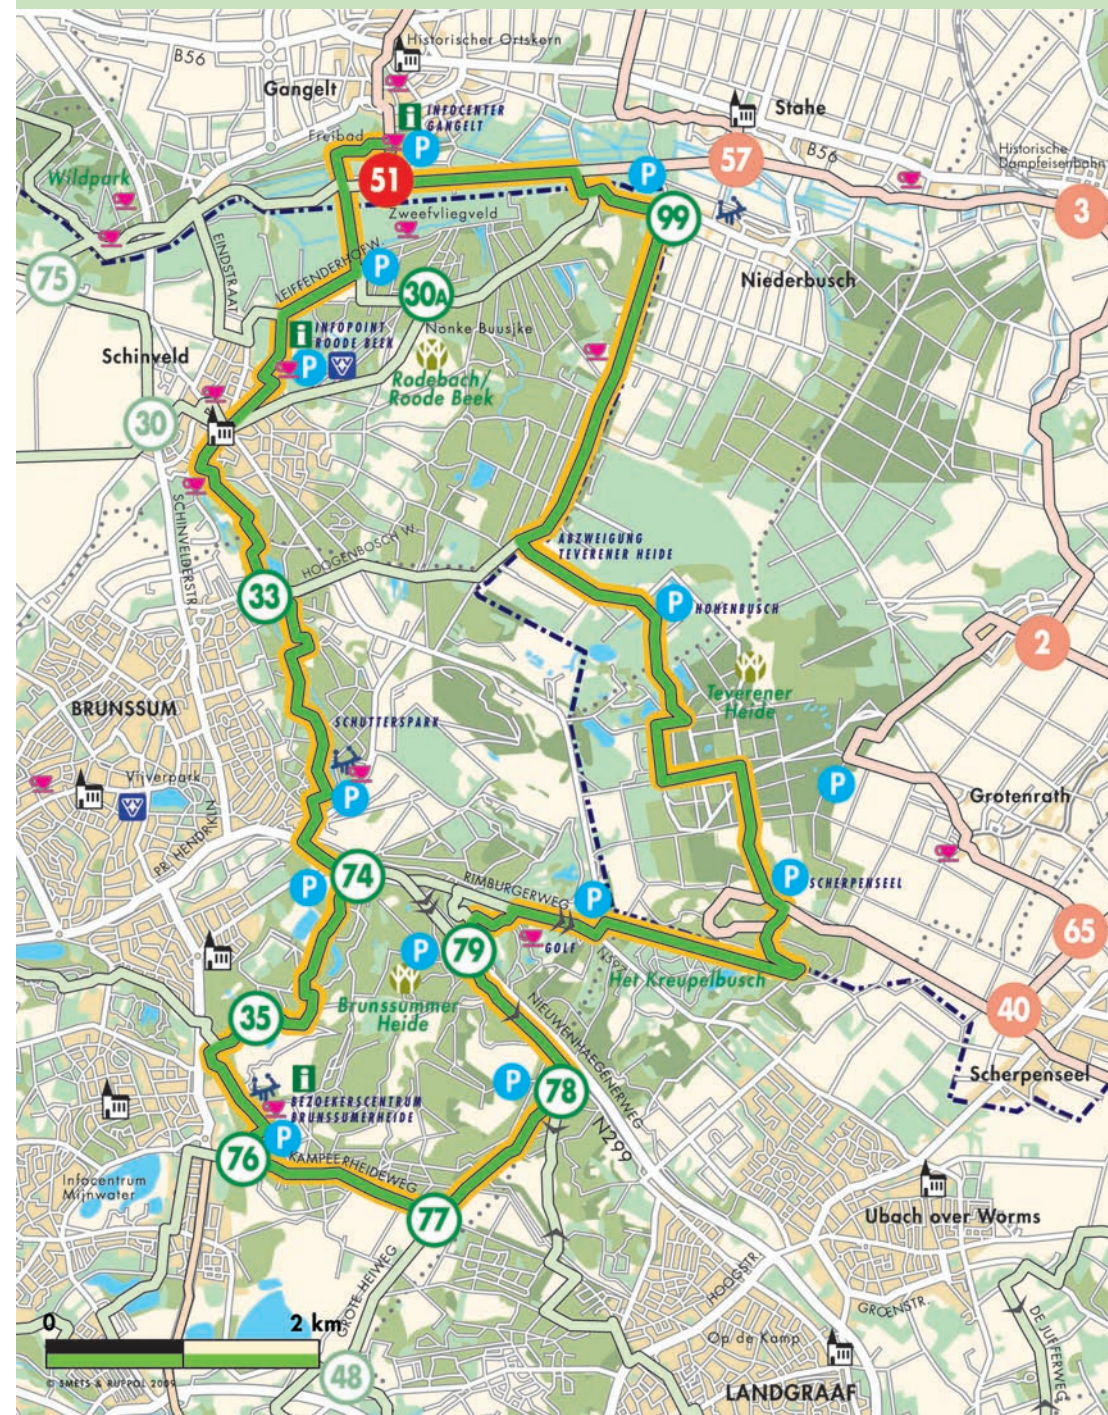 Historischer Ortskern
B56
Gangelt
INFOCENTER
GANGELT
Stahe
Freibad
P
57
B56
Historische
Dampfeisenbahn
Wildpark
51
P
3
Zweefvliegveld
99
75
EINDSTRAAT
LEIFFENDERHOFW.
P
30A
Niederbusch
Nonke Buusjke
INFOPOINT
ROODE BEEK
Schinveld
P
Rodebach/
Roode Beek
30
SCHINVELDERSTR.
HOOGENBOSCH W.
ABZWEIGUNG
TEVERENER HEIDE
33
P
HOHENBUSCH
2
Teverener
Heide
BRUNSSUM
SCHUTTERSPARK
Vijverpark
P
P
Grotenrath
PR. HENDRIKLN
74
P
RIMBURGERWEG
P
P
SCHERPENSEEL
65
P
79
GOLF
N299
Het Kreupelbusch
Brunssummer
Heide
35
NIEUWENHAEGENERWEG
40
Scherpenseel
P
78
BEZOEKERSCENTRUM
BRUNSSUMERHEIDE
P
N299
76
KAMPEERHEIDEWEG
Infocentrum
Mijnwater
77
Ubach over Worms
GROTE HEIWEG
HOOGSTR.
GROENSTR.
DE JUFFERWEG
0
2 km
Op de Kamp
48
© SMETS & RUPPOL 2009
LANDGRAAF